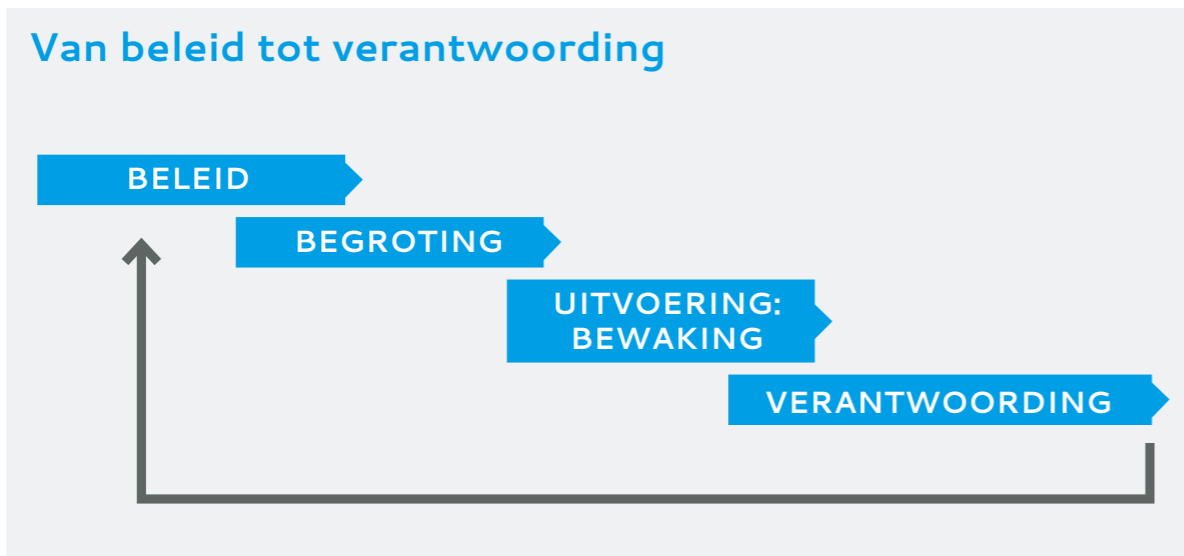 Van beleid tot verantwoording
BELEID
BEGROTING
UITVOERING:
BEWAKING
VERANTWOORDING